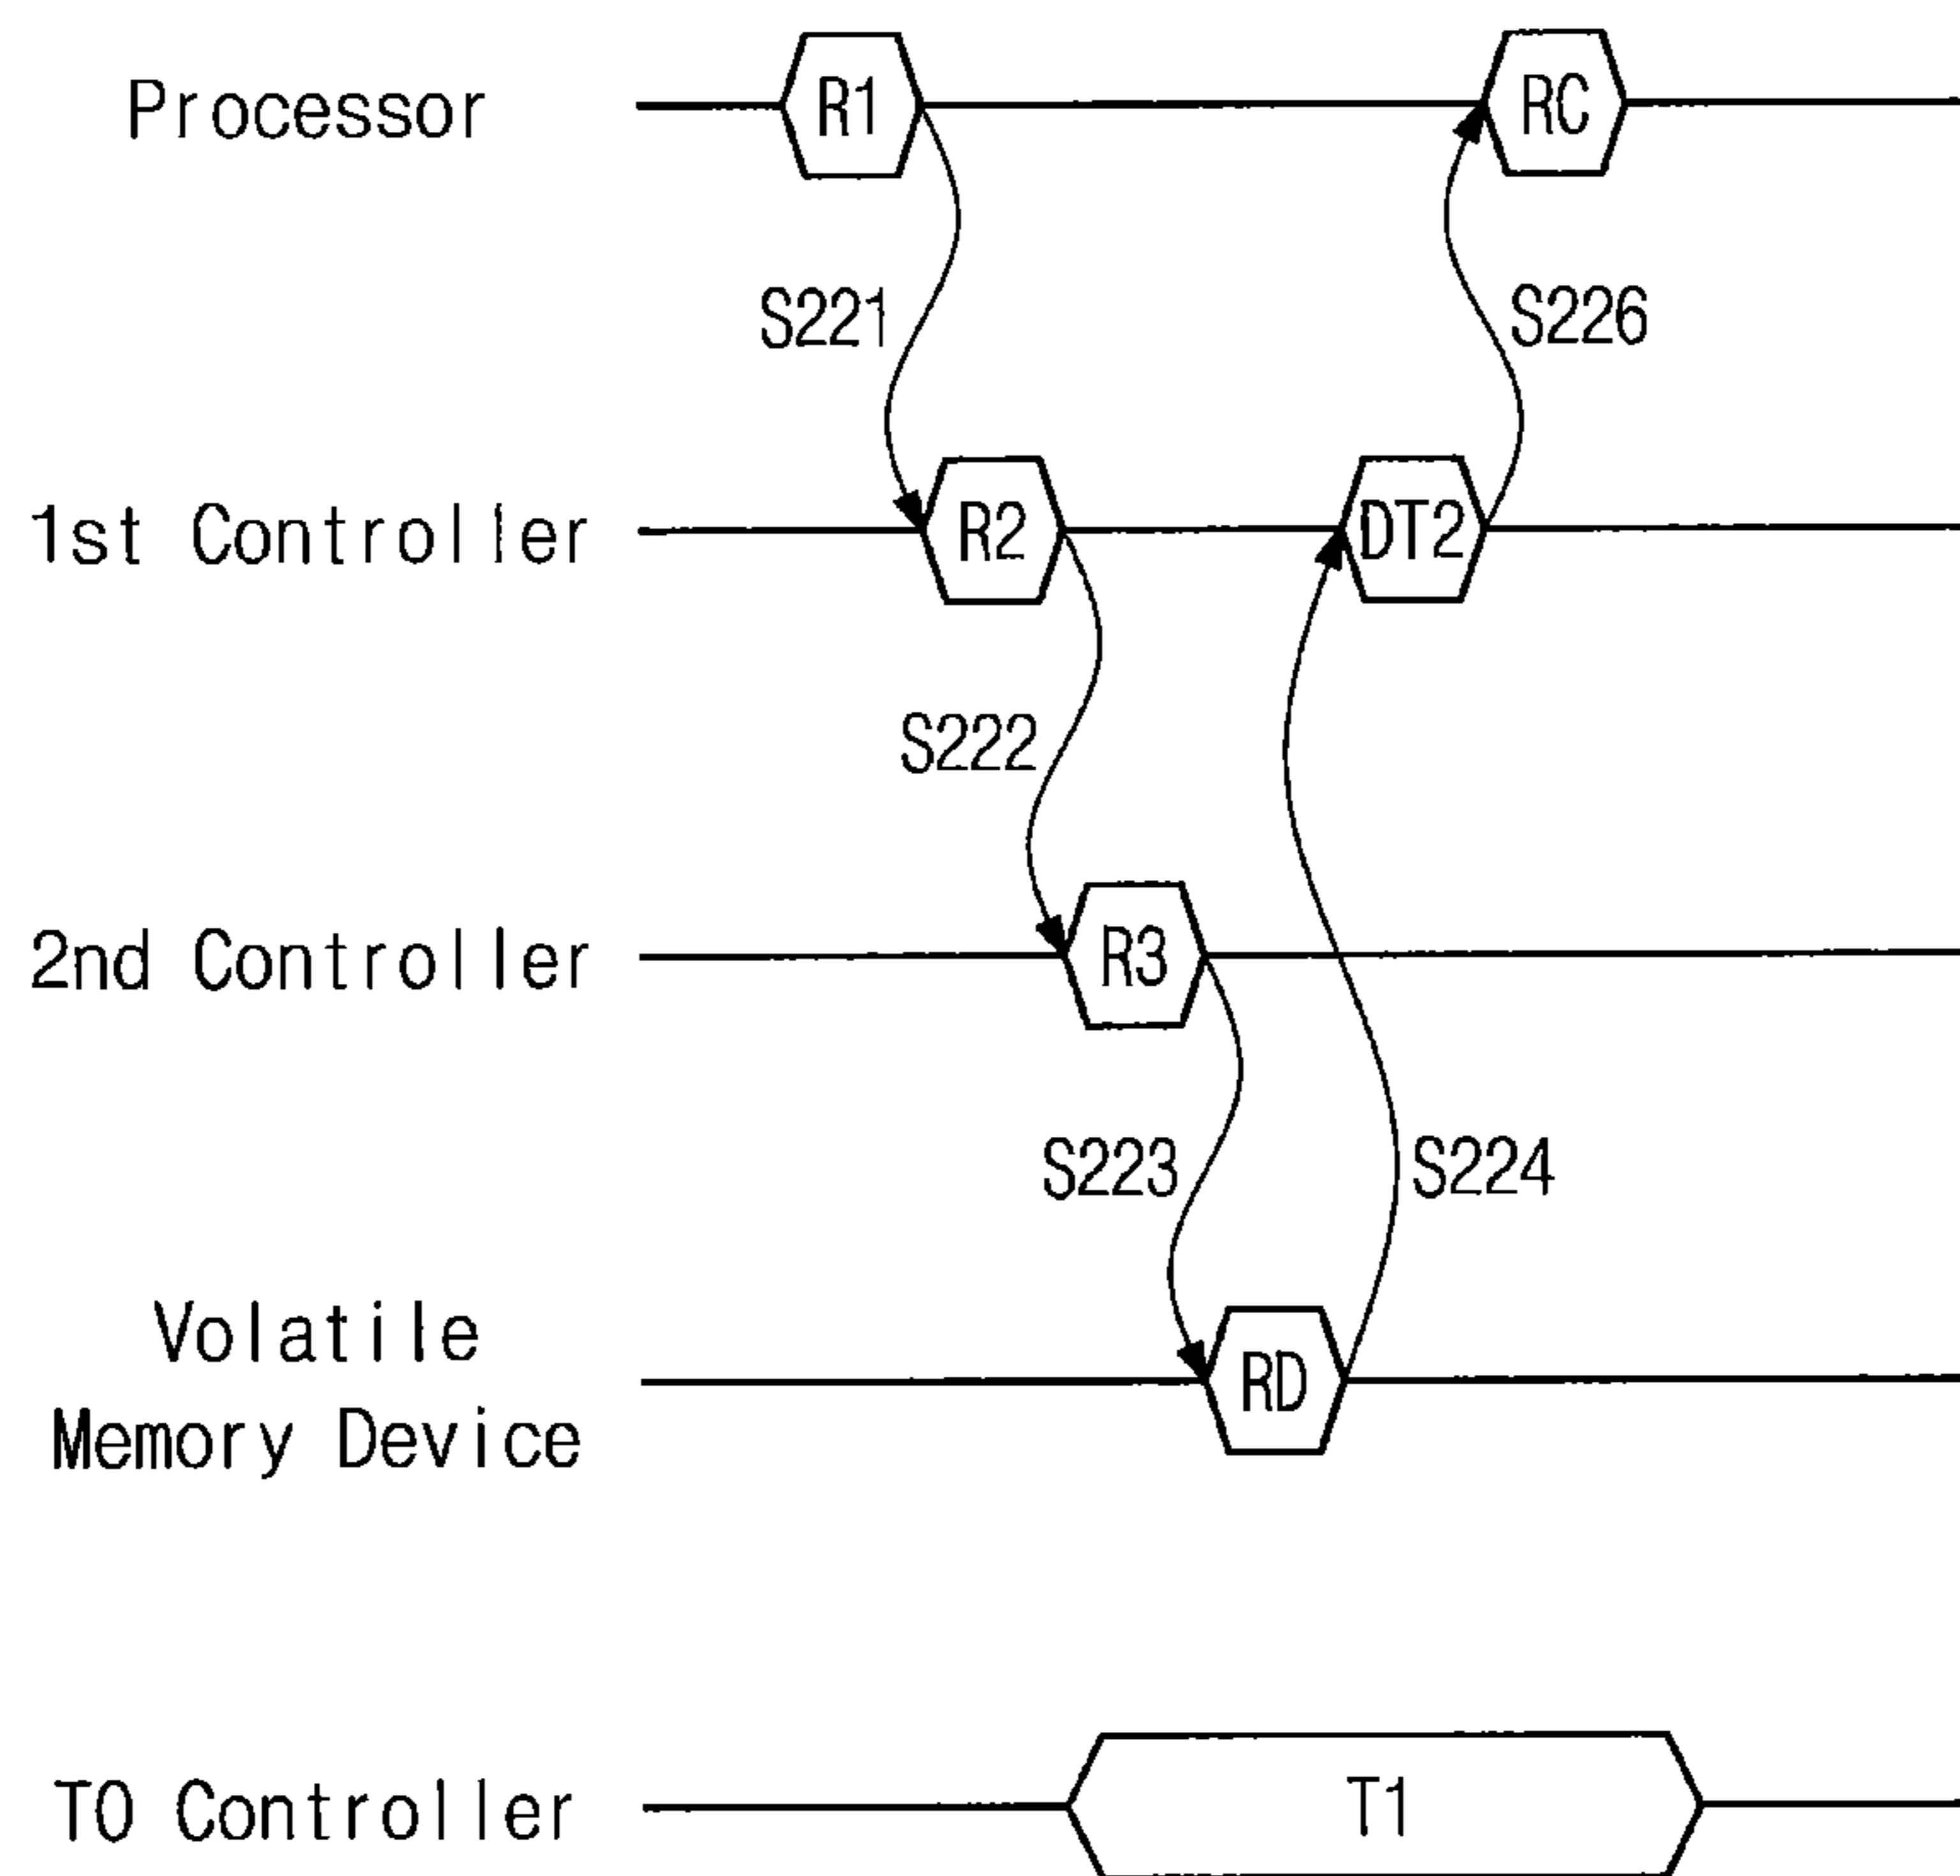 Processor
R1
RC
S221
S226
1st Controller
R2
DT2
S222
2nd Controller
R3
S223
S224
Volatile
Memory Device
RD
TO Controller
T1